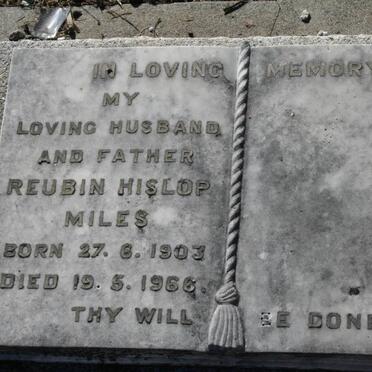 IN LOVING MEMORY
MY
LOVING HUSBAND
AND FATHER
REUBIN HISLOP
MILES
BORN 27. 6. 1903
DIED 19. 5. 1966.
THY WILL BE DONE